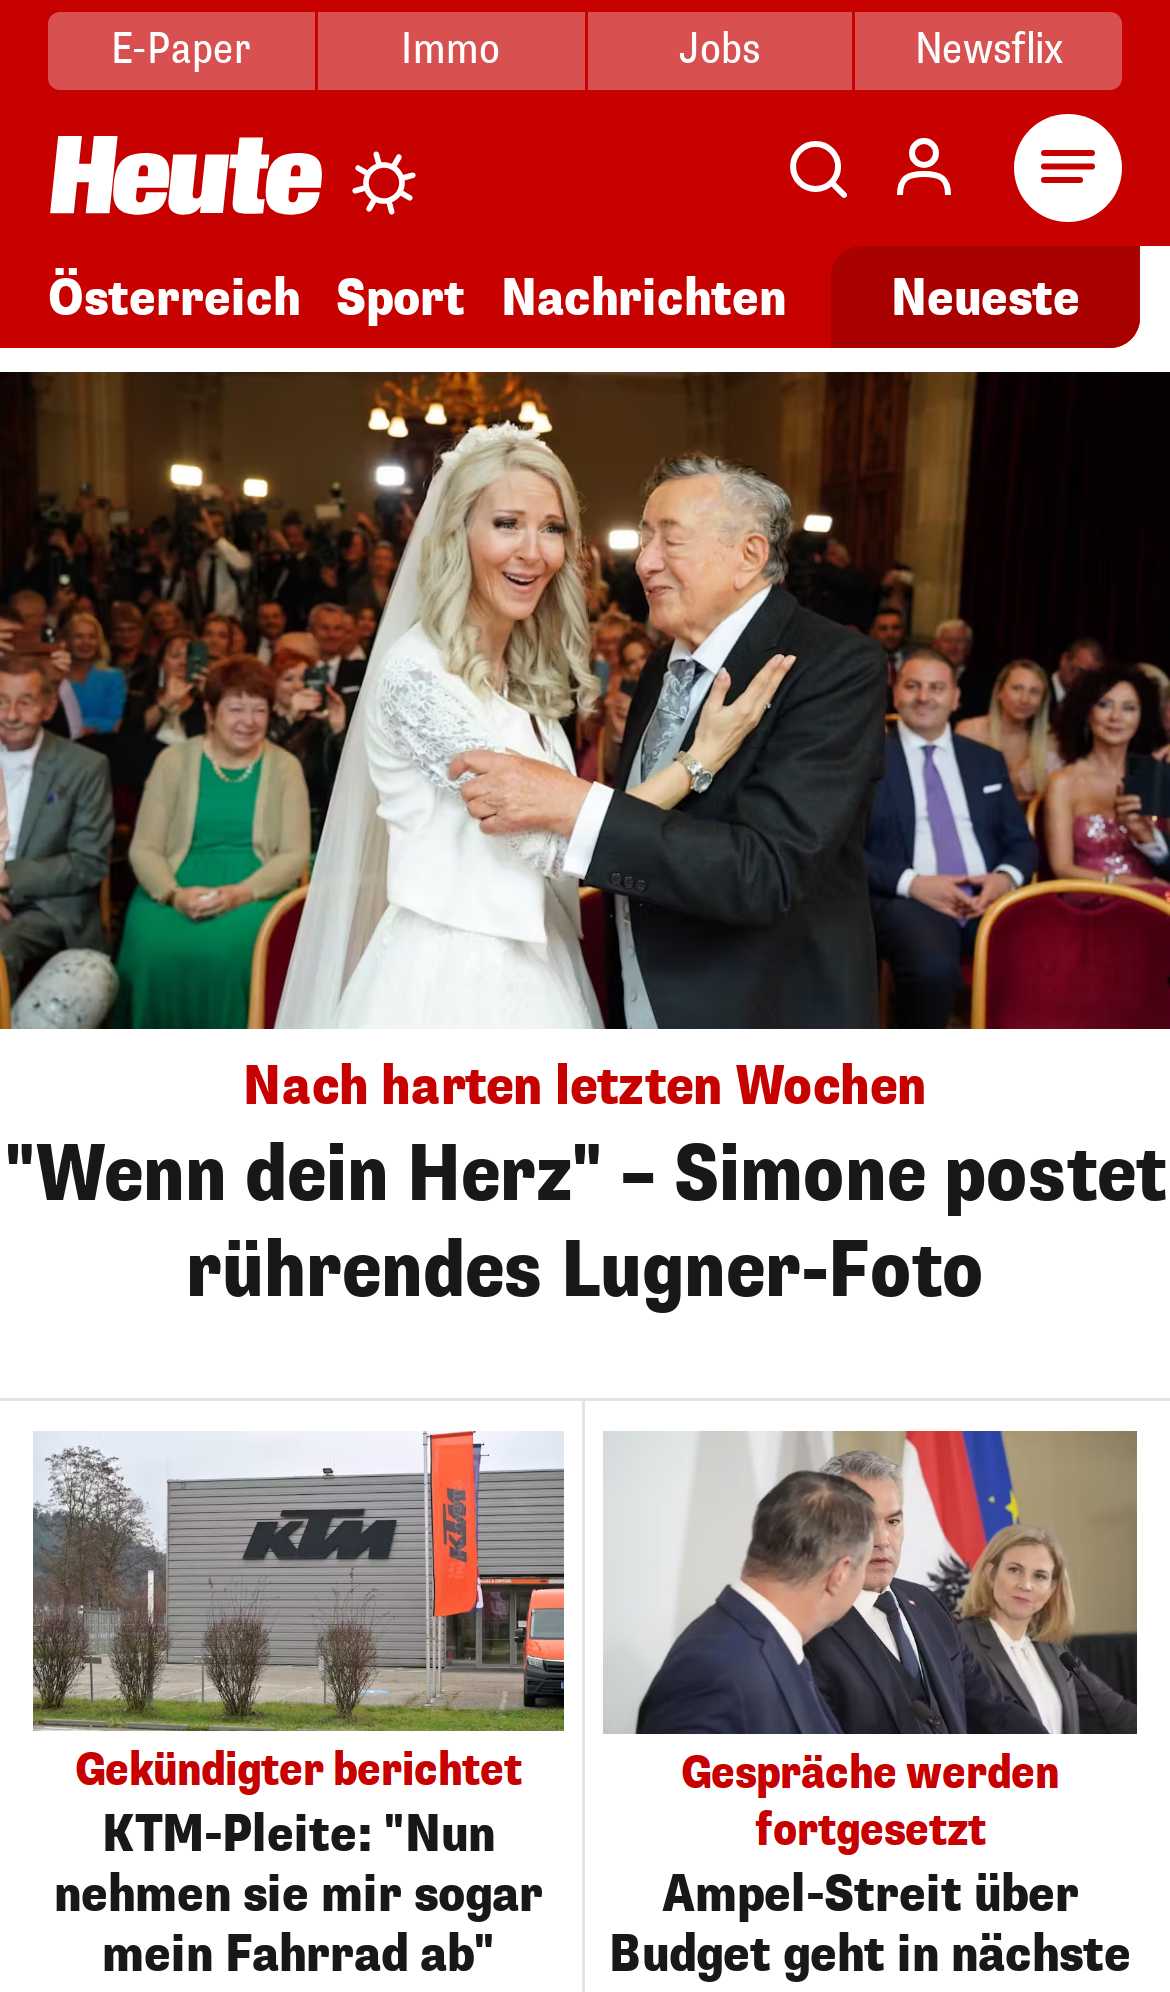 E-Paper
Immo
Jobs
Newsflix
Heute
Österreich
Sport
Nachrichten
Neueste
Nach harten letzten Wochen
"Wenn dein Herz" – Simone postet
rührendes Lugner-Foto
KTM
KTM
Gekündigter berichtet
KTM-Pleite: "Nun
nehmen sie mir sogar
mein Fahrrad ab"
Gespräche werden
fortgesetzt
Ampel-Streit über
Budget geht in nächste